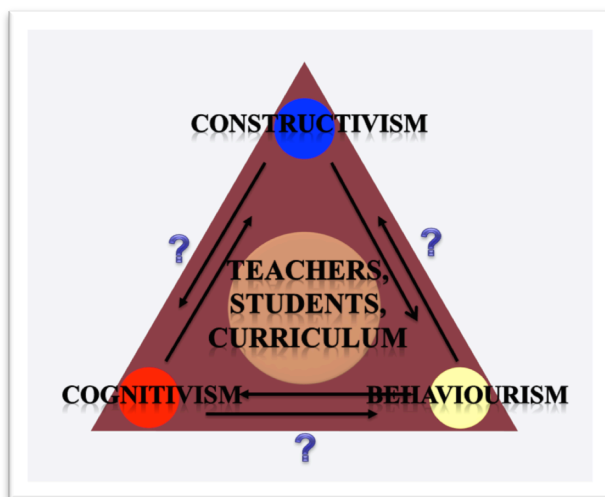 CONSTRUCTIVISM
?
?
TEACHERS,
STUDENTS,
CURRICULUM
COGNITIVISM
BEHAVIOURISM
?